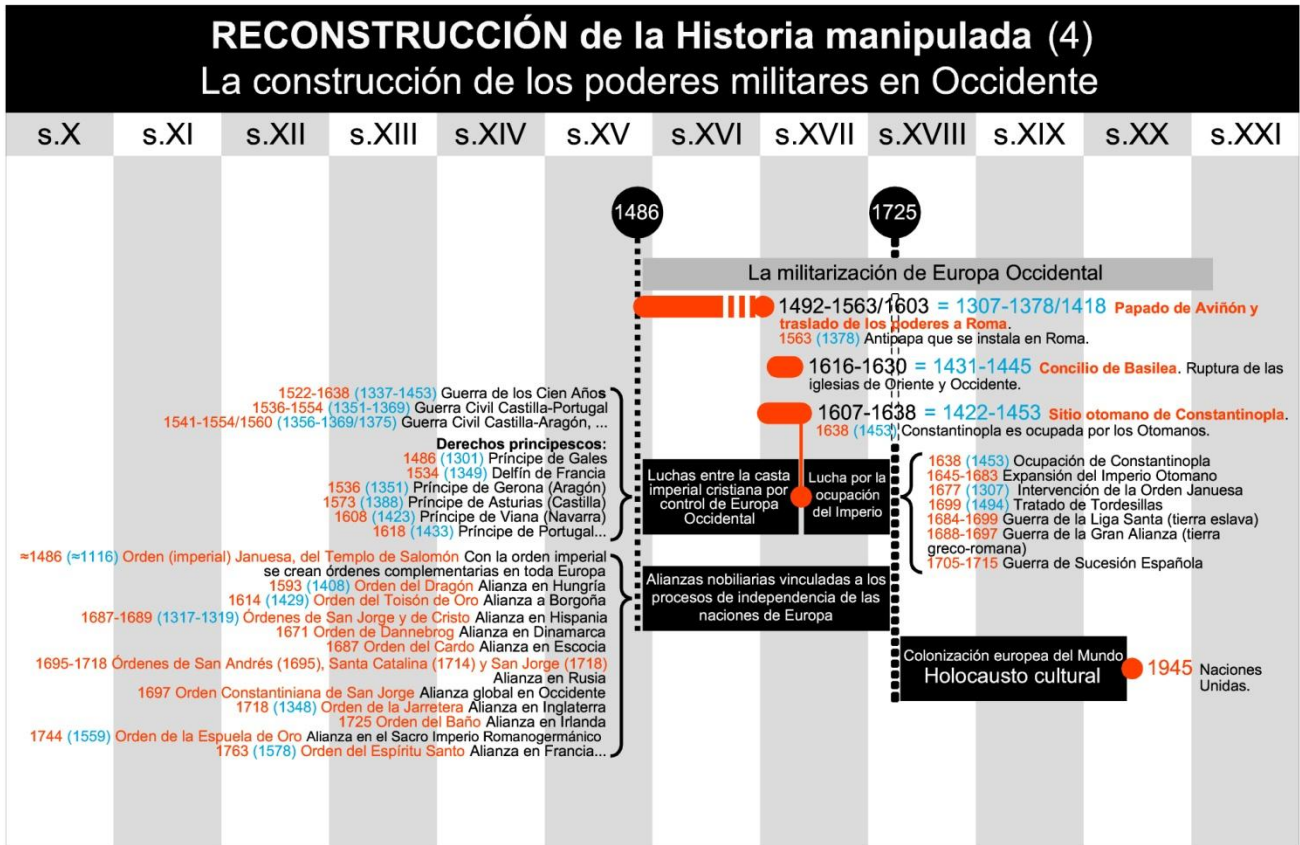 RECONSTRUCCIÓN de la Historia manipulada (4)
La construcción de los poderes militares en Occidente
s.X s.XI s.XII s.XIII s.XIV s.XV s.XVI s.XVII s.XVIII s.XIX s.XX s.XXI
1486
1725
La militarización de Europa Occidental
1492-1563/1603 = 1307-1378/1418 Papado de Aviñón y
traslado de los poderes a Roma.
1563 (1378) Antipapa que se instala en Roma.
1616-1630 = 1431-1445 Concilio de Basilea. Ruptura de las
iglesias de Oriente y Occidente.
1607-1638 = 1422-1453 Sitio otomano de Constantinopla.
1638 (1453) Constantinopla es ocupada por los Otomanos.
1522-1638 (1337-1453) Guerra de los Cien Años
1536-1554 (1351-1369) Guerra Civil Castilla-Portugal
1541-1554/1560 (1356-1369/1375) Guerra Civil Castilla-Aragón, ...
Derechos principescos:
1486 (1301) Príncipe de Gales
1534 (1349) Delfín de Francia
1536 (1351) Príncipe de Gerona (Aragón)
1573 (1388) Príncipe de Asturias (Castilla)
1608 (1423) Príncipe de Viana (Navarra)
1618 (1433) Príncipe de Portugal...
Luchas entre la casta
imperial cristiana por
control de Europa
Occidental
Lucha por la
ocupación
del Imperio
1638 (1453) Ocupación de Constantinopla
1645-1683 Expansión del Imperio Otomano
1677 (1307) Intervención de la Orden Januesa
1699 (1494) Tratado de Tordesillas
1684-1699 Guerra de la Liga Santa (tierra eslava)
1688-1697 Guerra de la Gran Alianza (tierra
greco-romana)
1705-1715 Guerra de Sucesión Española
≈1486 (≈1116) Orden (imperial) Januesa, del Templo de Salomón Con la orden imperial
se crean órdenes complementarias en toda Europa
1593 (1408) Orden del Dragón Alianza en Hungría
1614 (1429) Orden del Toisón de Oro Alianza a Borgoña
1687-1689 (1317-1319) Órdenes de San Jorge y de Cristo Alianza en Hispania
1671 Orden de Dannebrog Alianza en Dinamarca
1687 Orden del Cardo Alianza en Escocia
1695-1718 Órdenes de San Andrés (1695), Santa Catalina (1714) y San Jorge (1718)
Alianza en Rusia
1697 Orden Constantiniana de San Jorge Alianza global en Occidente
1718 (1348) Orden de la Jarretera Alianza en Inglaterra
1725 Orden del Baño Alianza en Irlanda
1744 (1559) Orden de la Espuela de Oro Alianza en el Sacro Imperio Romanogermánico
1763 (1578) Orden del Espíritu Santo Alianza en Francia...
Alianzas nobiliarias vinculadas a los
procesos de independencia de las
naciones de Europa
Colonización europea del Mundo
Holocausto cultural
1945 Naciones
Unidas.